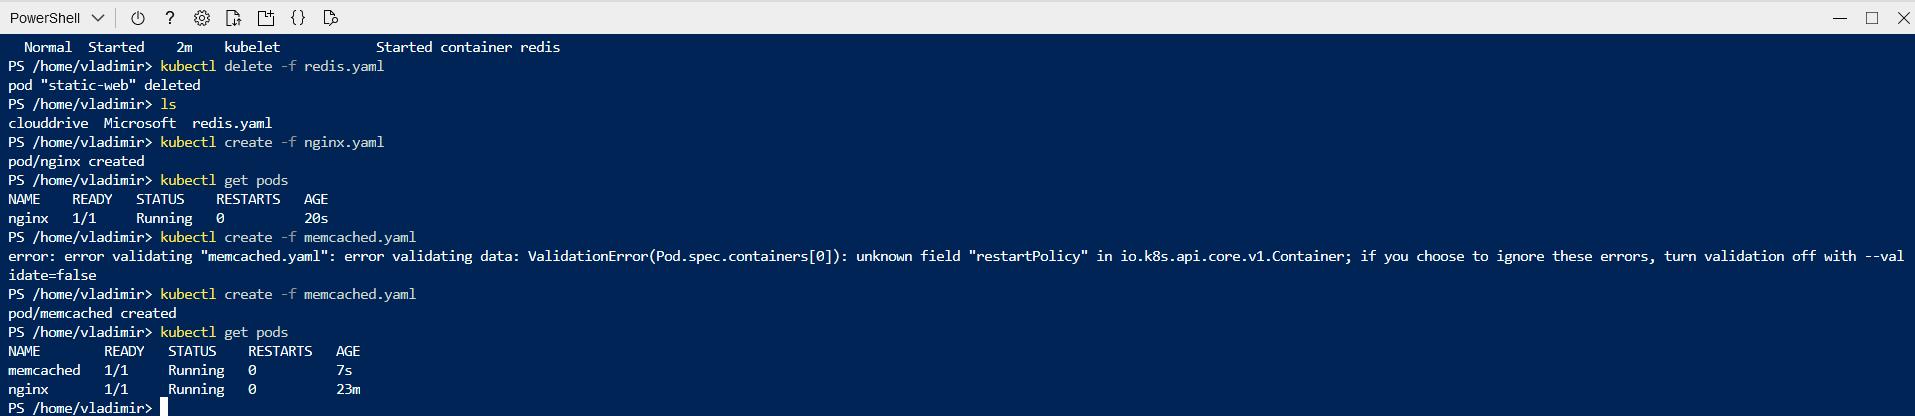 PowerShell
  Normal  Started    2m    kubelet            Started container redis
PS /home/vladimir> kubectl delete -f redis.yaml
pod "static-web" deleted
PS /home/vladimir> ls
clouddrive  Microsoft  redis.yaml
PS /home/vladimir> kubectl create -f nginx.yaml
pod/nginx created
PS /home/vladimir> kubectl get pods
NAME    READY   STATUS    RESTARTS   AGE
nginx   1/1     Running   0          20s
PS /home/vladimir> kubectl create -f memcached.yaml
error: error validating "memcached.yaml": error validating data: ValidationError(Pod.spec.containers[0]): unknown field "restartPolicy" in io.k8s.api.core.v1.Container; if you choose to ignore these errors, turn validation off with --val
idate=false
PS /home/vladimir> kubectl create -f memcached.yaml
pod/memcached created
PS /home/vladimir> kubectl get pods
NAME        READY   STATUS    RESTARTS   AGE
memcached   1/1     Running   0          7s
nginx       1/1     Running   0          23m
PS /home/vladimir>